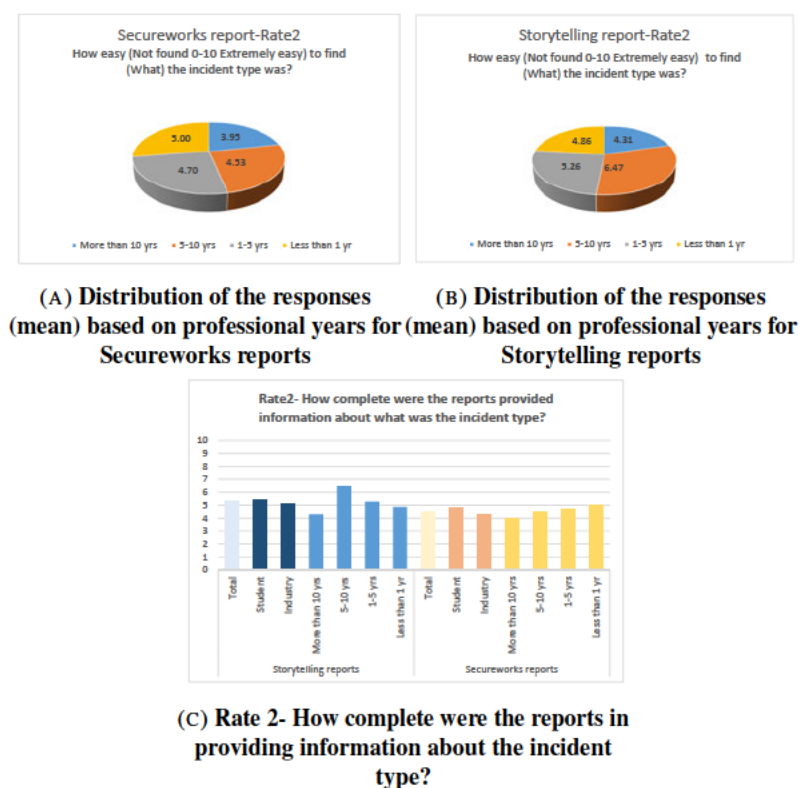 Secureworks report-Rate2
How easy (Not found 0-10 Extremely easy) to find
(What) the incident type was?
5.00
3.95
4.70
4.53
More than 10 yrs
5-10 yrs
1-5 yrs
Less than 1 yr
Storytelling report-Rate2
How easy (Not found 0-10 Extremely easy) to find
(What) the incident type was?
4.86
4.31
5.26
6.47
More than 10 yrs
5-10 yrs
1-5 yrs
Less than 1 yr
(A) Distribution of the responses
(mean) based on professional years for
Secureworks reports
(B) Distribution of the responses
(mean) based on professional years for
Storytelling reports
Rate2- How complete were the reports provided
information about what was the incident type?
10
9
8
7
6
5
4
3
2
1
0
Total
Student
Industry
More than 10 yrs
5-10 yrs
1-5 yrs
Less than 1 yr
Total
Student
Industry
More than 10 yrs
5-10 yrs
1-5 yrs
Less than 1 yr
Storytelling reports
Secureworks reports
(C) Rate 2- How complete were the reports in
providing information about the incident
type?